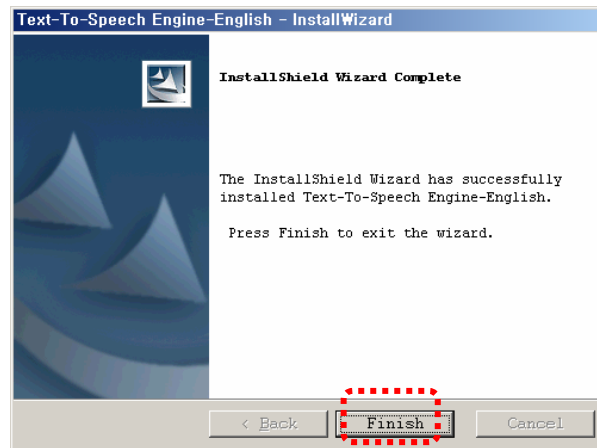 Text-To-Speech Engine-English - InstallWizard
InstallShield Wizard Complete
The InstallShield Wizard has successfully
installed Text-To-Speech Engine-English.
Press Finish to exit the wizard.
< Back Finish Cancel